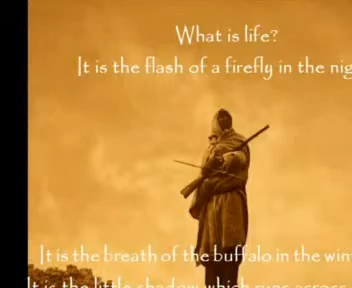 What is life?
It is the flash of a firefly in the nig
It is the breath of the buffalo in the win
It is the little shadow which runs across